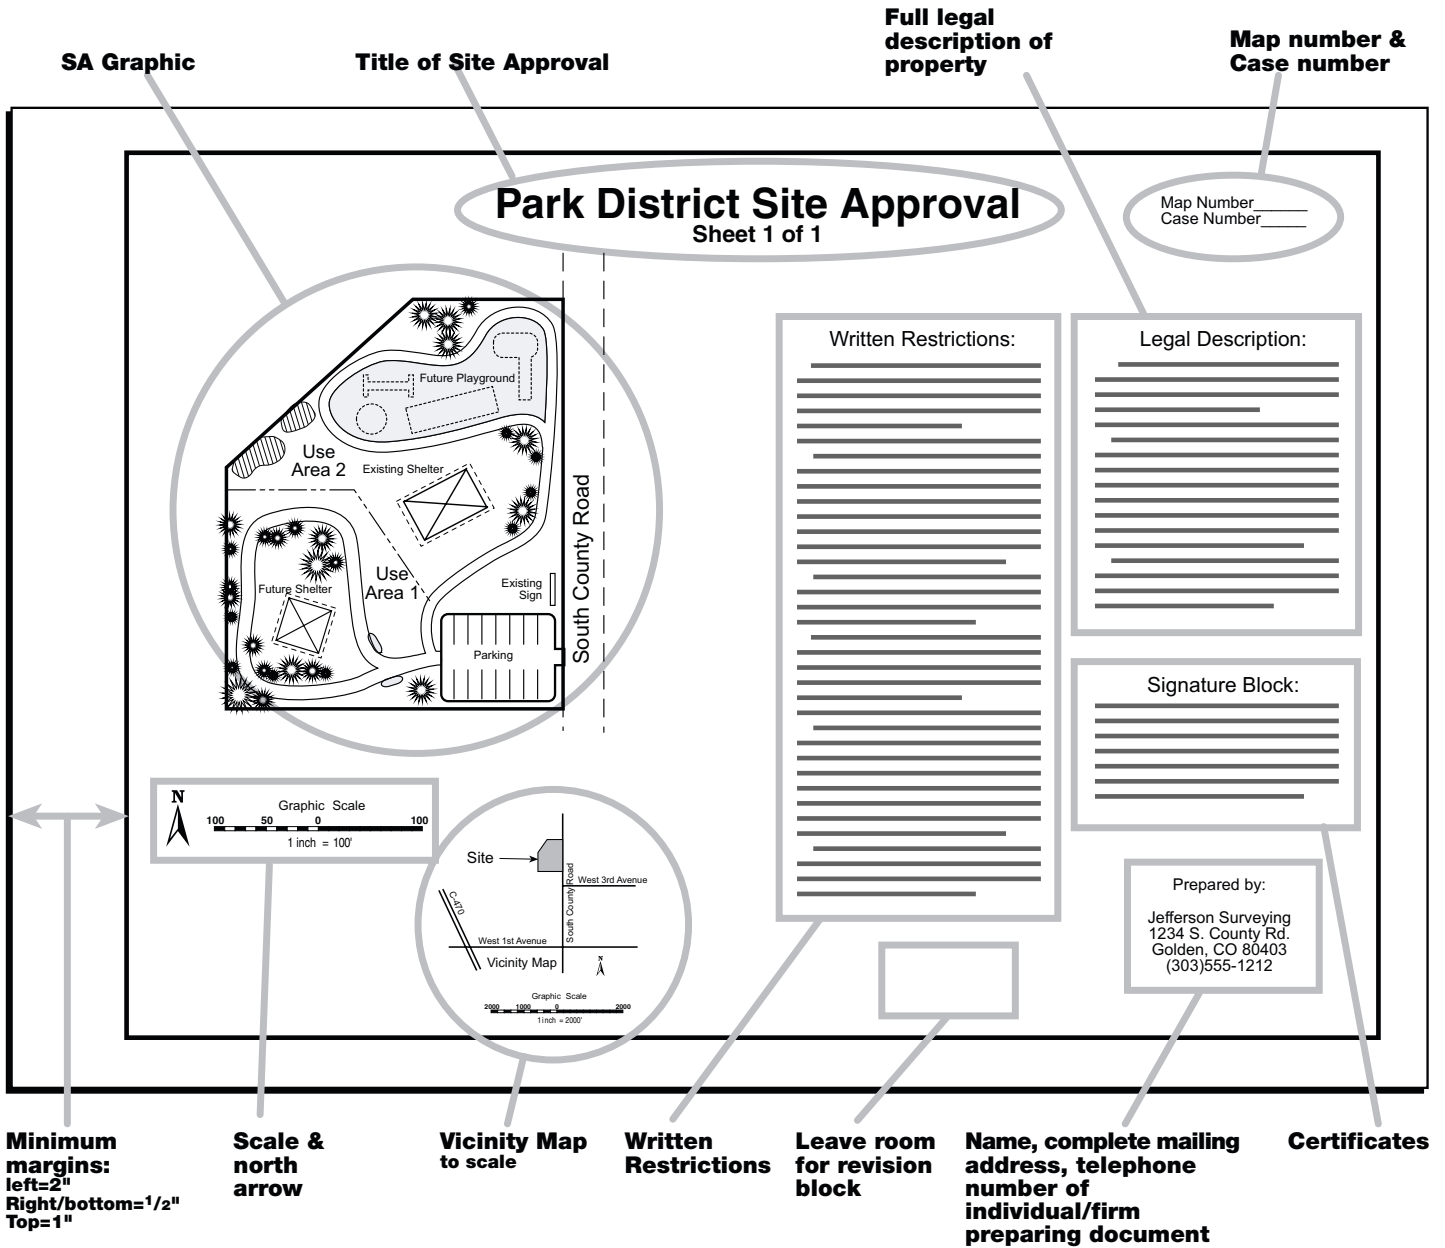 SA Graphic
Title of Site Approval
Full legal
description of
property
Map number &
Case number
Park District Site Approval
Sheet 1 of 1
Map Number______
Case Number_____
Future Playground
Use
Area 2
Existing Shelter
South County Road
Use
Area 1
Existing
Sign
Future Shelter
Parking
Written Restrictions:
Legal Description:
Signature Block:
N
Graphic Scale
100 50 0 100
1 inch = 100'
Site
South County Road
West 3rd Avenue
C-470
West 1st Avenue
Vicinity Map
N
Graphic Scale
2000 1000 0 2000
1 inch = 2000'
Prepared by:
Jefferson Surveying
1234 S. County Rd.
Golden, CO 80403
(303)555-1212
Minimum
margins:
left=2"
Right/bottom=1/2"
Top=1"
Scale &
north
arrow
Vicinity Map
to scale
Written
Restrictions
Leave room
for revision
block
Name, complete mailing
address, telephone
number of
individual/firm
preparing document
Certificates